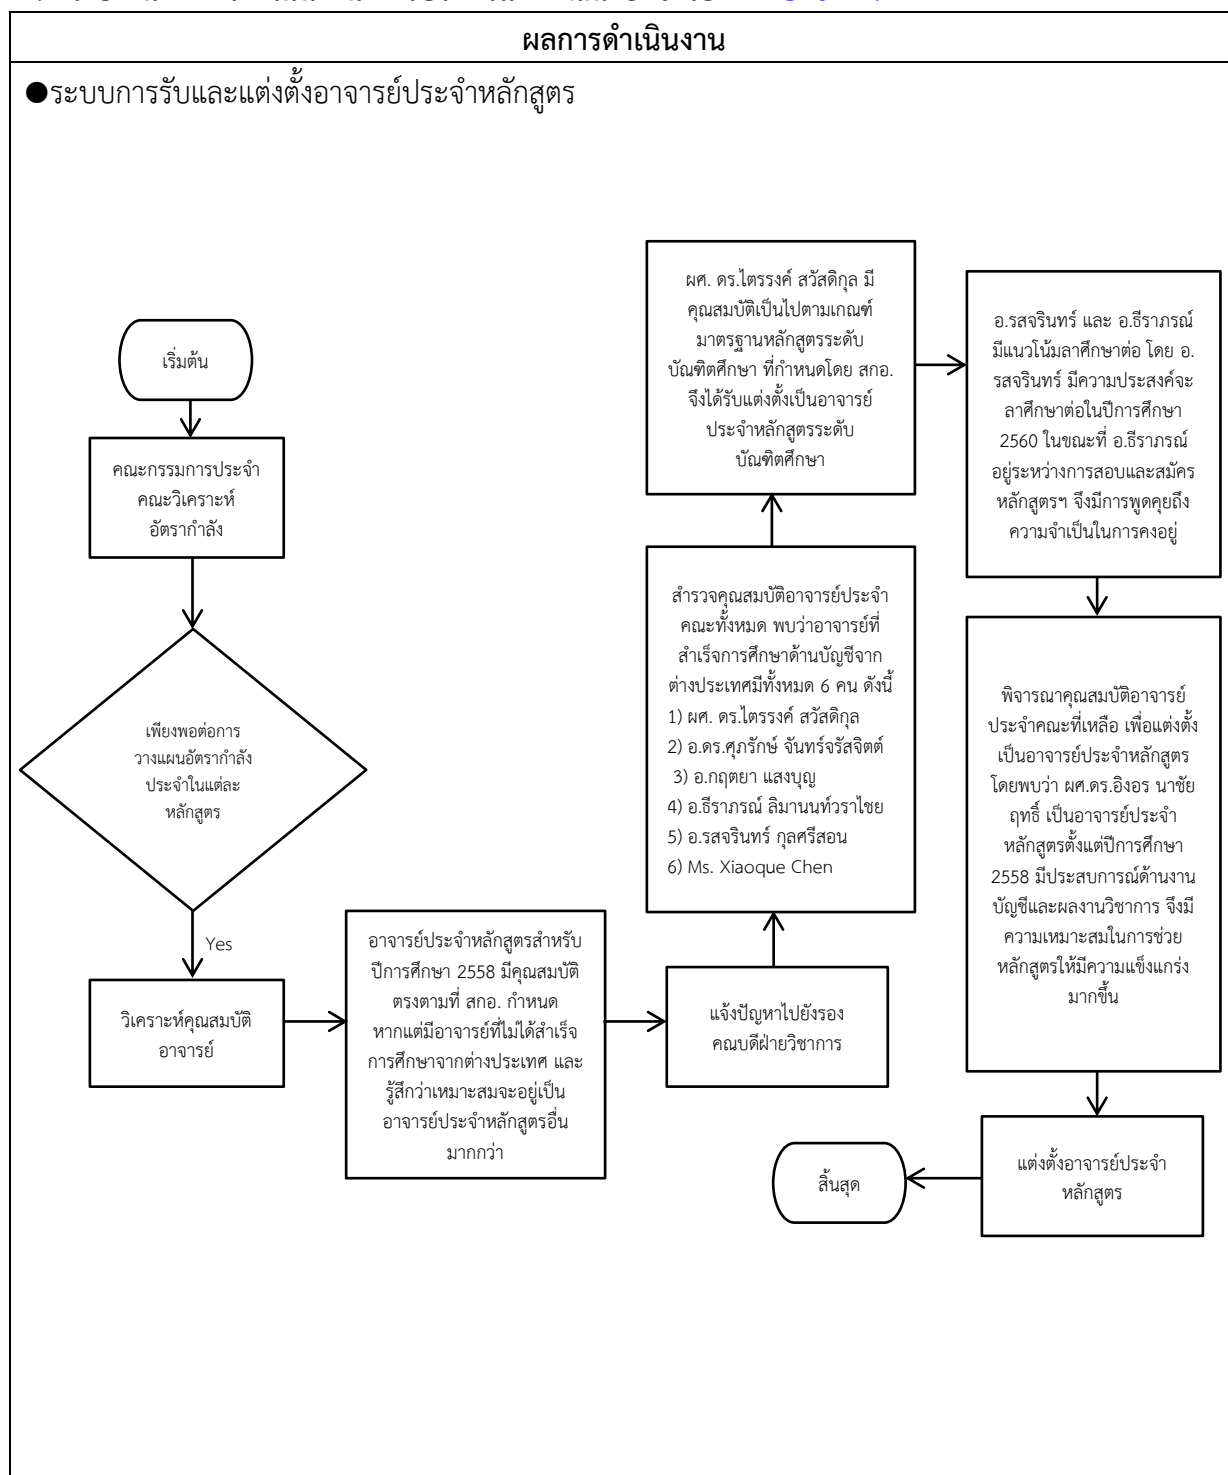 ผลการดำเนินงาน
●ระบบการรับและแต่งตั้งอาจารย์ประจำหลักสูตร
เริ่มต้น
คณะกรรมการประจำ
คณะวิเคราะห์
อัตรากำลัง
เพียงพอต่อการ
วางแผนอัตรากำลัง
ประจำในแต่ละ
หลักสูตร
Yes
วิเคราะห์คุณสมบัติ
อาจารย์
อาจารย์ประจำหลักสูตรสำหรับ
ปีการศึกษา 2558 มีคุณสมบัติ
ตรงตามที่ สกอ. กำหนด
หากแต่มีอาจารย์ที่ไม่ได้สำเร็จ
การศึกษาจากต่างประเทศ และ
รู้สึกว่าเหมาะสมจะอยู่เป็น
อาจารย์ประจำหลักสูตรอื่น
มากกว่า
แจ้งปัญหาไปยังรอง
คณบดีฝ่ายวิชาการ
สำรวจคุณสมบัติอาจารย์ประจำ
คณะทั้งหมด พบว่าอาจารย์ที่
สำเร็จการศึกษาด้านบัญชีจาก
ต่างประเทศมีทั้งหมด 6 คน ดังนี้
1) ผศ. ดร.ไตรรงค์ สวัสดิกุล
2) อ.ดร.ศุภรักษ์ จันทร์จรัสจิตต์
3) อ.กฤตยา แสงบุญ
4) อ.ธีราภรณ์ ลิมานนท์วราไชย
5) อ.รสจรินทร์ กุลศรีสอน
6) Ms. Xiaoque Chen
ผศ. ดร.ไตรรงค์ สวัสดิกุล มี
คุณสมบัติเป็นไปตามเกณฑ์
มาตรฐานหลักสูตรระดับ
บัณฑิตศึกษา ที่กำหนดโดย สกอ.
จึงได้รับแต่งตั้งเป็นอาจารย์
ประจำหลักสูตรระดับ
บัณฑิตศึกษา
อ.รสจรินทร์ และ อ.ธีราภรณ์
มีแนวโน้มลาศึกษาต่อ โดย อ.
รสจรินทร์ มีความประสงค์จะ
ลาศึกษาต่อในปีการศึกษา
2560 ในขณะที่ อ.ธีราภรณ์
อยู่ระหว่างการสอบและสมัคร
หลักสูตรฯ จึงมีการพูดคุยถึง
ความจำเป็นในการคงอยู่
พิจารณาคุณสมบัติอาจารย์
ประจำคณะที่เหลือ เพื่อแต่งตั้ง
เป็นอาจารย์ประจำหลักสูตร
โดยพบว่า ผศ.ดร.อิงอร นาชัย
ฤทธิ์ เป็นอาจารย์ประจำ
หลักสูตรตั้งแต่ปีการศึกษา
2558 มีประสบการณ์ด้านงาน
บัญชีและผลงานวิชาการ จึงมี
ความเหมาะสมในการช่วย
หลักสูตรให้มีความแข็งแกร่ง
มากขึ้น
แต่งตั้งอาจารย์ประจำ
หลักสูตร
สิ้นสุด